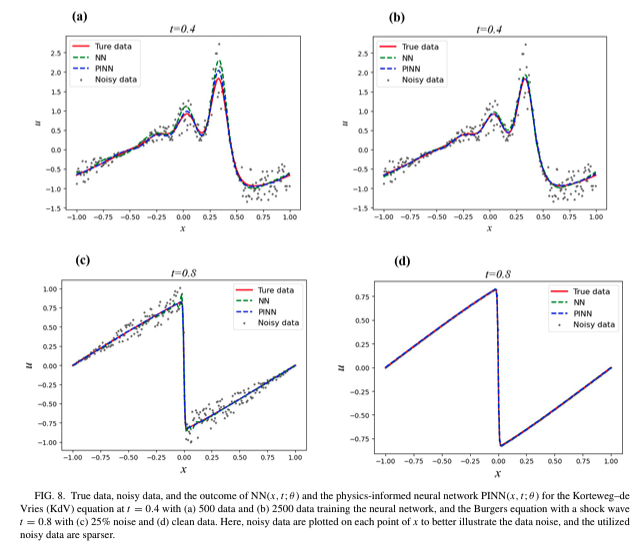 (a)
t=0.4
Ture data
NN
PINN
Noisy data
2.5
2.0
1.5
1.0
0.5
0.0
−0.5
−1.0
−1.5
u
−1.00 −0.75 −0.50 −0.25 0.00 0.25 0.50 0.75 1.00
x
(b)
t=0.4
True data
NN
PINN
Noisy data
2.5
2.0
1.5
1.0
0.5
0.0
−0.5
−1.0
−1.5
u
−1.00 −0.75 −0.50 −0.25 0.00 0.25 0.50 0.75 1.00
x
(c)
t=0.8
Ture data
NN
PINN
Noisy data
1.00
0.75
0.50
0.25
0.00
−0.25
−0.50
−0.75
−1.00
u
−1.00 −0.75 −0.50 −0.25 0.00 0.25 0.50 0.75 1.00
x
(d)
t=0.8
True data
NN
PINN
Noisy data
0.75
0.50
0.25
0.00
−0.25
−0.50
−0.75
u
−1.00 −0.75 −0.50 −0.25 0.00 0.25 0.50 0.75 1.00
x
FIG. 8. True data, noisy data, and the outcome of NN(x, t; θ) and the physics-informed neural network PINN(x, t; θ) for the Korteweg–de
Vries (KdV) equation at t = 0.4 with (a) 500 data and (b) 2500 data training the neural network, and the Burgers equation with a shock wave
t = 0.8 with (c) 25% noise and (d) clean data. Here, noisy data are plotted on each point of x to better illustrate the data noise, and the utilized
noisy data are sparser.